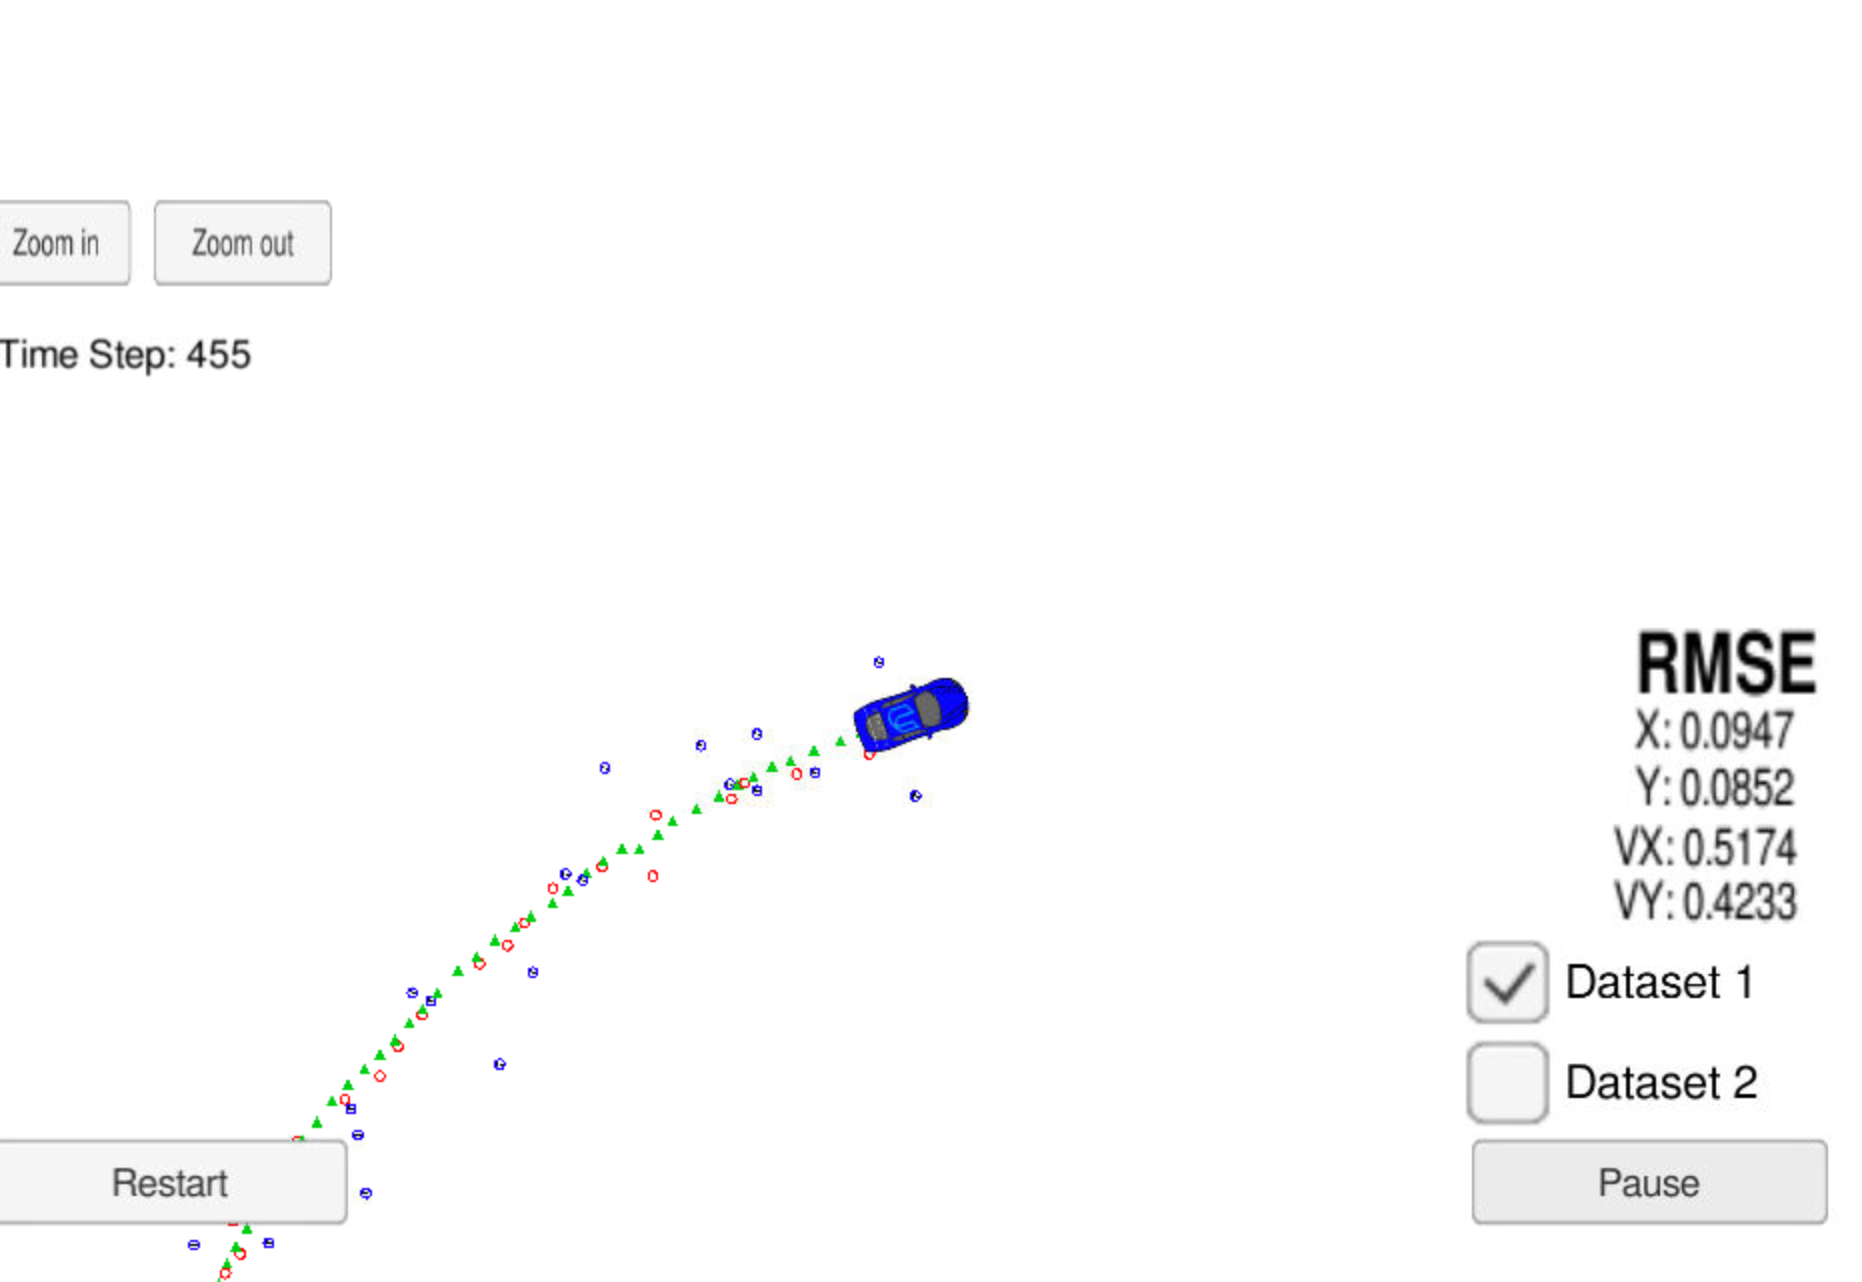 Zoom in
Zoom out
Time Step: 455
RMSE
X: 0.0947
Y: 0.0852
VX: 0.5174
VY: 0.4233
Dataset 1
Dataset 2
Restart
Pause